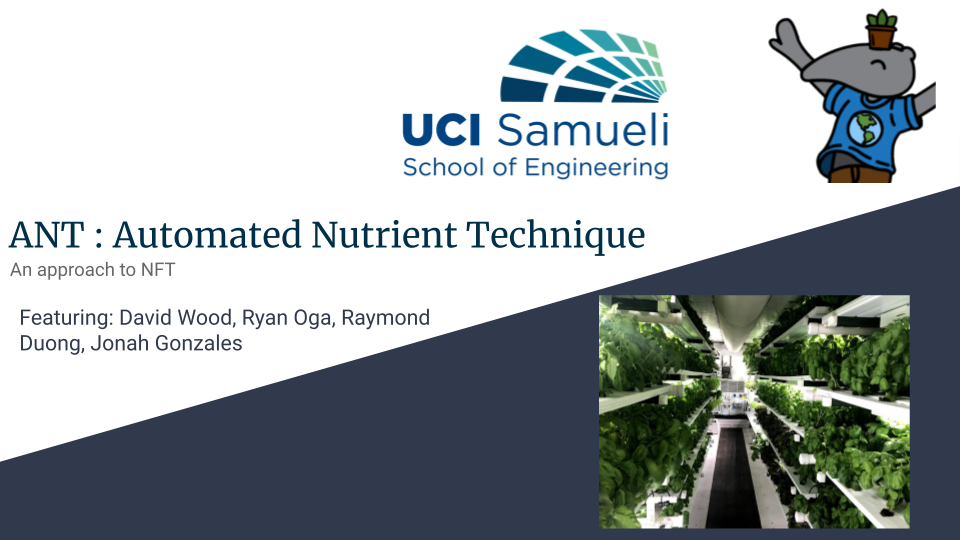 UCI Samueli
School of Engineering
ANT : Automated Nutrient Technique
An approach to NFT
Featuring: David Wood, Ryan Oga, Raymond
Duong, Jonah Gonzales